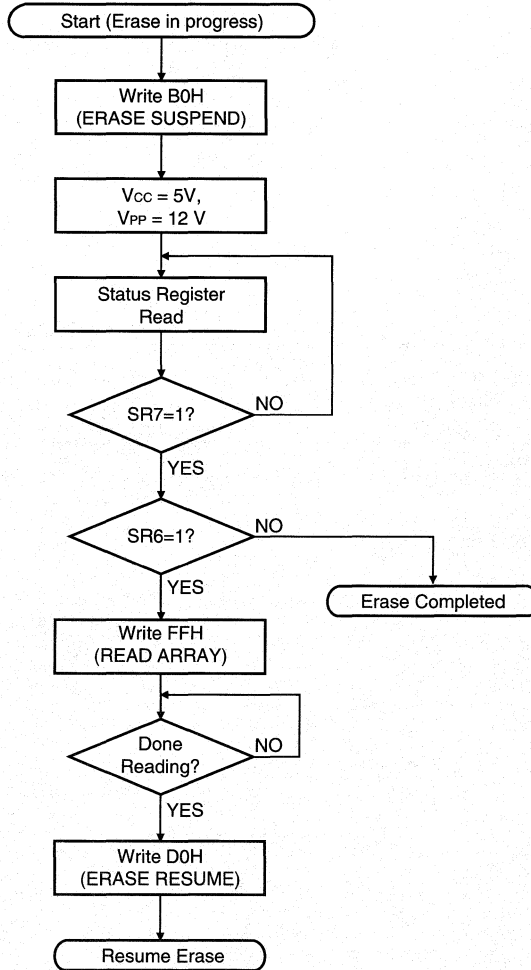 Start (Erase in progress)
Write B0H
(ERASE SUSPEND)
VCC = 5V,
VPP = 12 V
Status Register
Read
SR7=1?
NO
YES
SR6=1?
NO
YES
Erase Completed
Write FFH
(READ ARRAY)
Done
Reading?
NO
YES
Write D0H
(ERASE RESUME)
Resume Erase